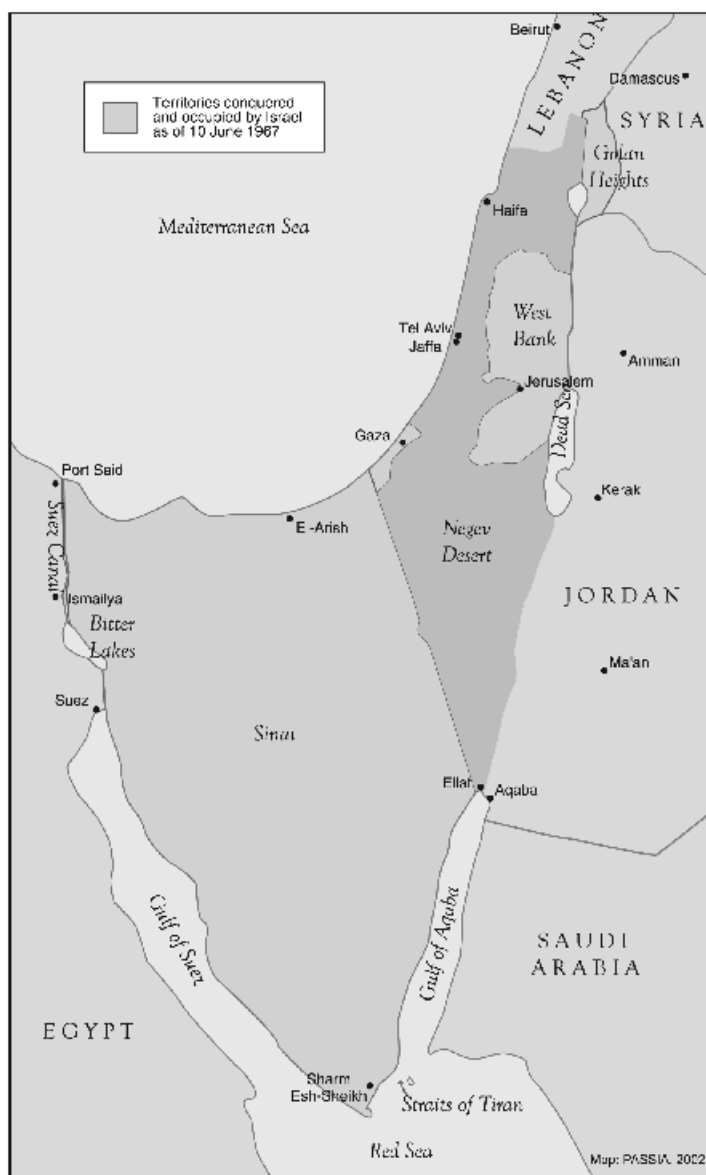 Beirut
LEBANON
Damascus
Territories conquered
and occupied by Israel
as of 10 June 1967
SYRIA
Golan
Heights
Haifa
Mediterranean Sea
West
Bank
Tel Aviv
Jaffa
Amman
Jerusalem
Dead Sea
Gaza
Port Said
Kerak
Suez Canal
El-Arish
Negev
Desert
Ismailya
JORDAN
Bitter
Lakes
Ma'an
Suez
Sinai
Eilat
Aqaba
Gulf of Suez
Gulf of Aqaba
SAUDI
ARABIA
EGYPT
Sharm
Esh-Sheikh
Straits of Tiran
Red Sea
Map: PASSIA, 2002